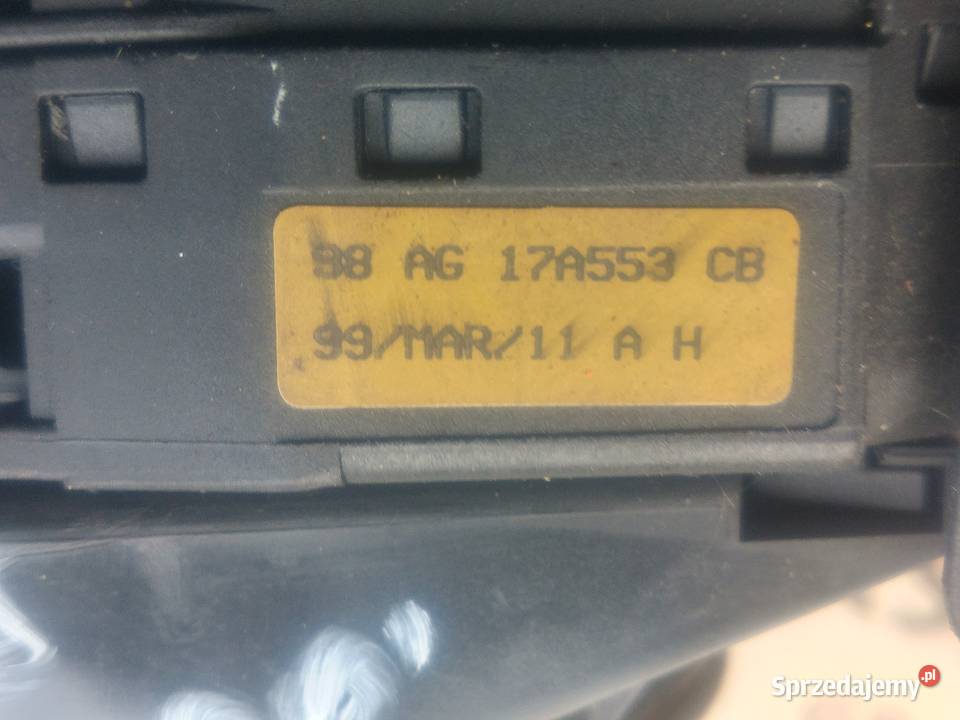 98 AG 17A553 CB
99/MAR/11 A H
Sprzedajemy.pl